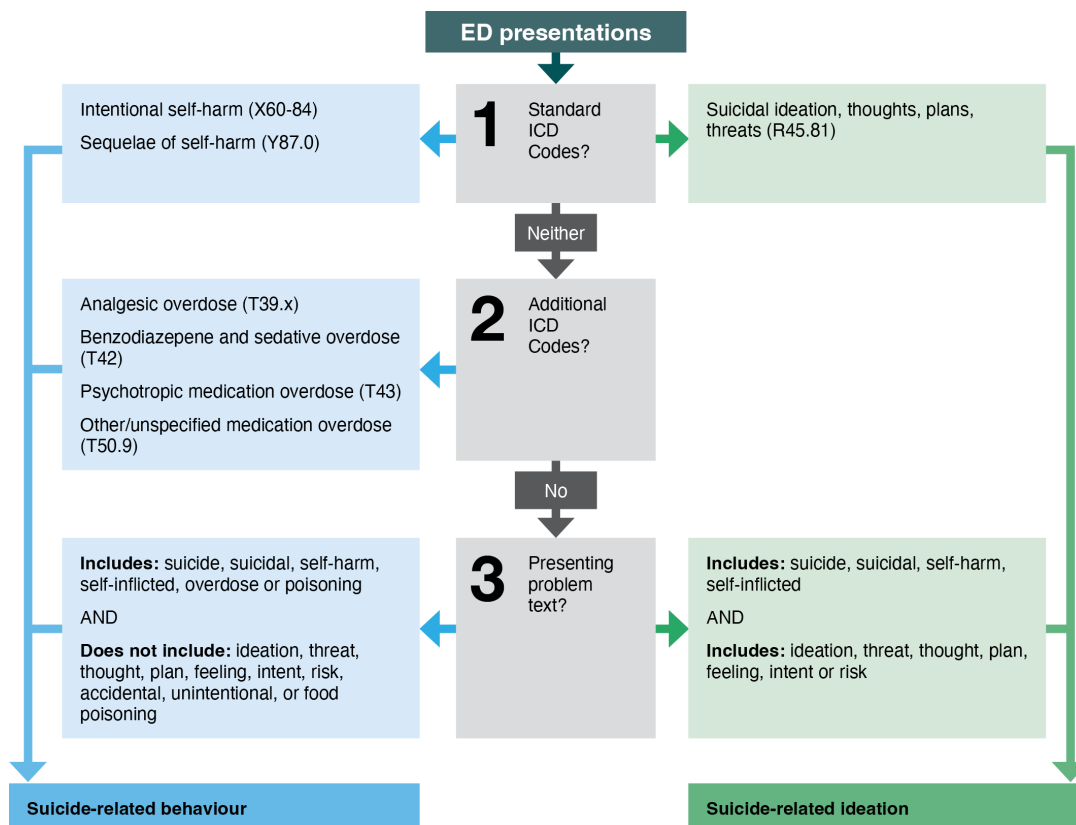 ED presentations
Intentional self-harm (X60-84)
Sequelae of self-harm (Y87.0)
1
Standard
ICD
Codes?
Suicidal ideation, thoughts, plans,
threats (R45.81)
Neither
Analgesic overdose (T39.x)
Benzodiazepene and sedative overdose
(T42)
Psychotropic medication overdose (T43)
Other/unspecified medication overdose
(T50.9)
2
Additional
ICD
Codes?
No
Includes: suicide, suicidal, self-harm,
self-inflicted, overdose or poisoning
AND
Does not include: ideation, threat,
thought, plan, feeling, intent, risk,
accidental, unintentional, or food
poisoning
3
Presenting
problem
text?
Includes: suicide, suicidal, self-harm,
self-inflicted
AND
Includes: ideation, threat, thought, plan,
feeling, intent or risk
Suicide-related behaviour
Suicide-related ideation